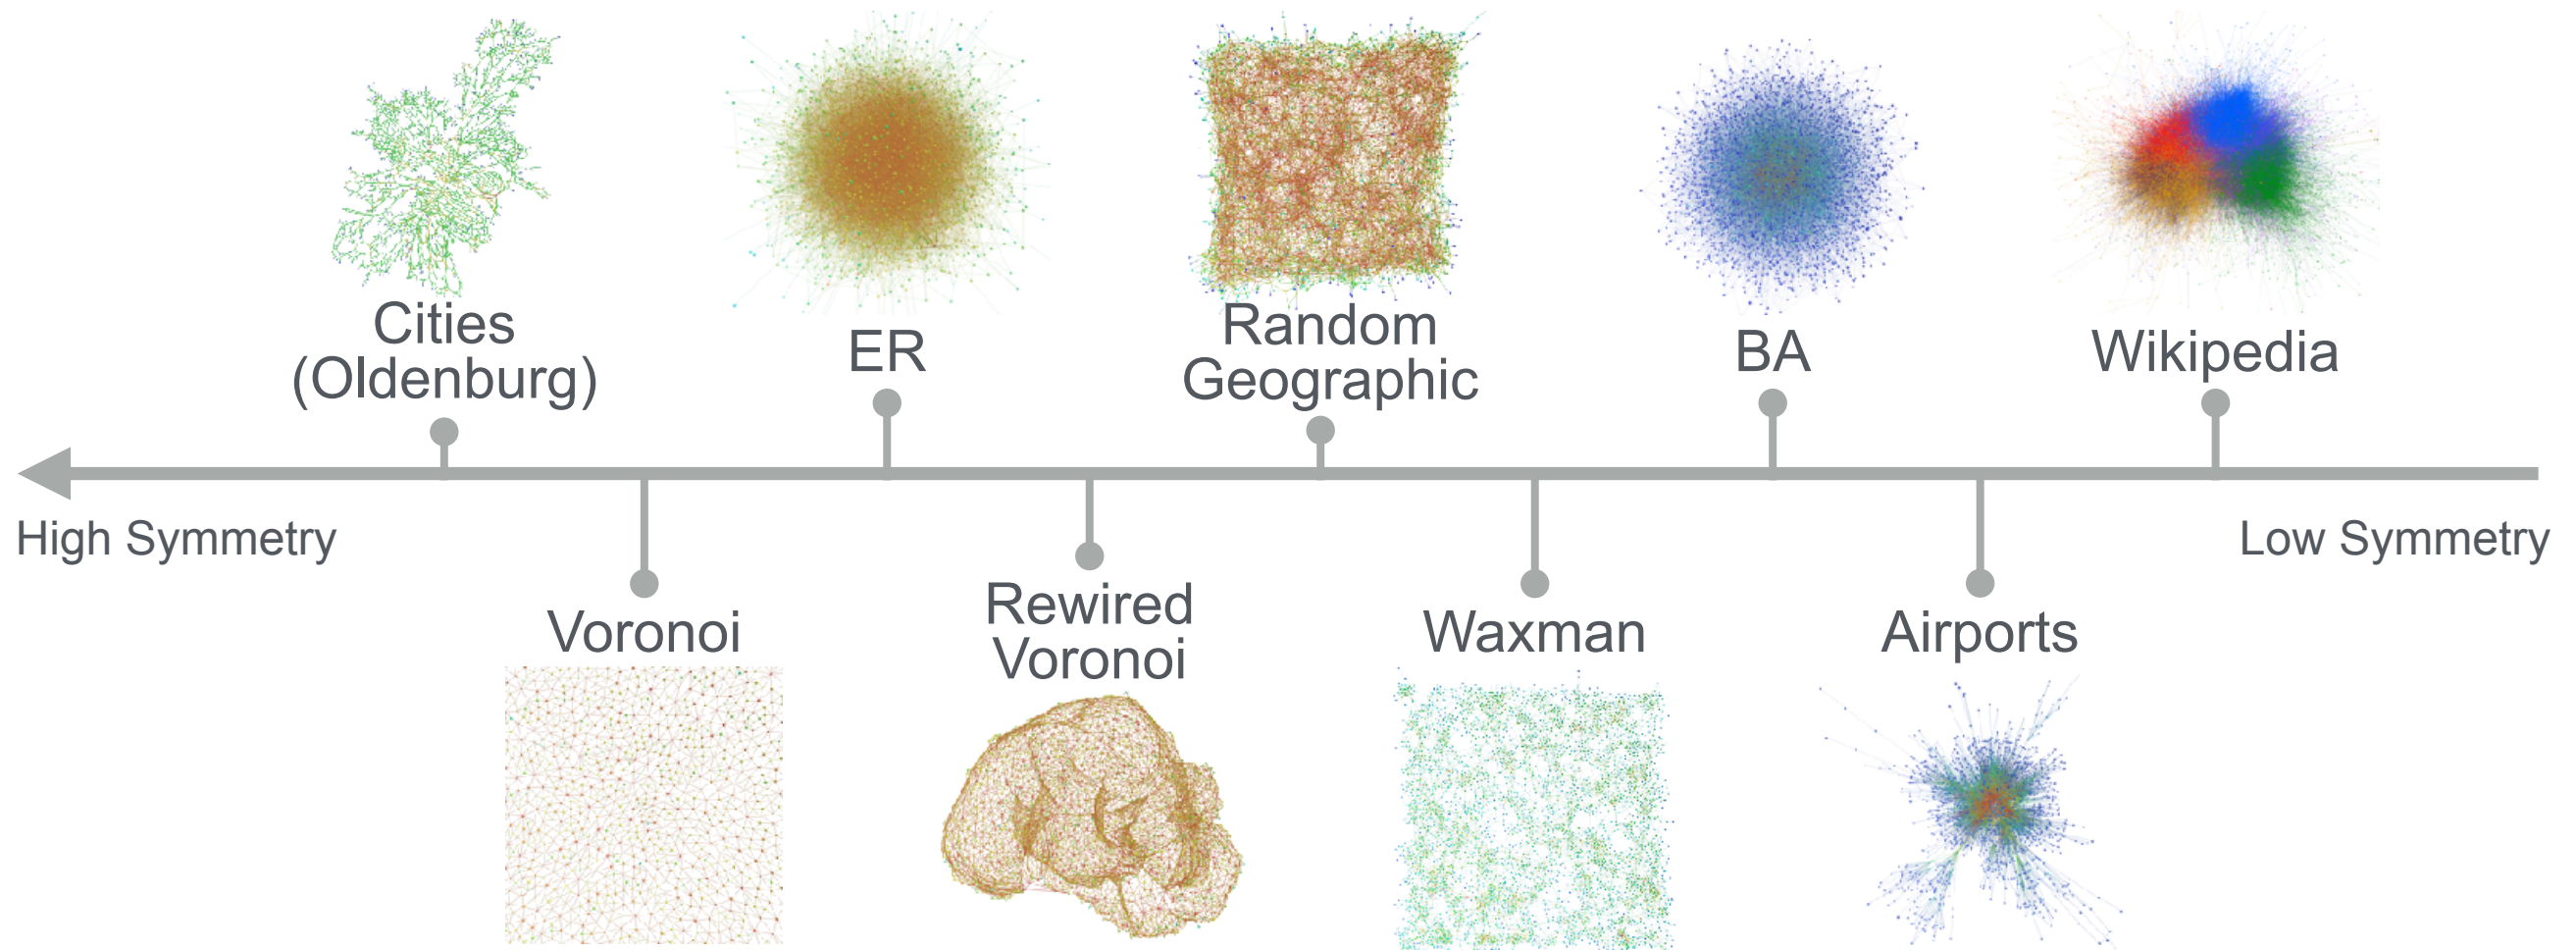 Cities
(Oldenburg)
ER
Random
Geographic
BA
Wikipedia
High Symmetry
Low Symmetry
Voronoi
Rewired
Voronoi
Waxman
Airports